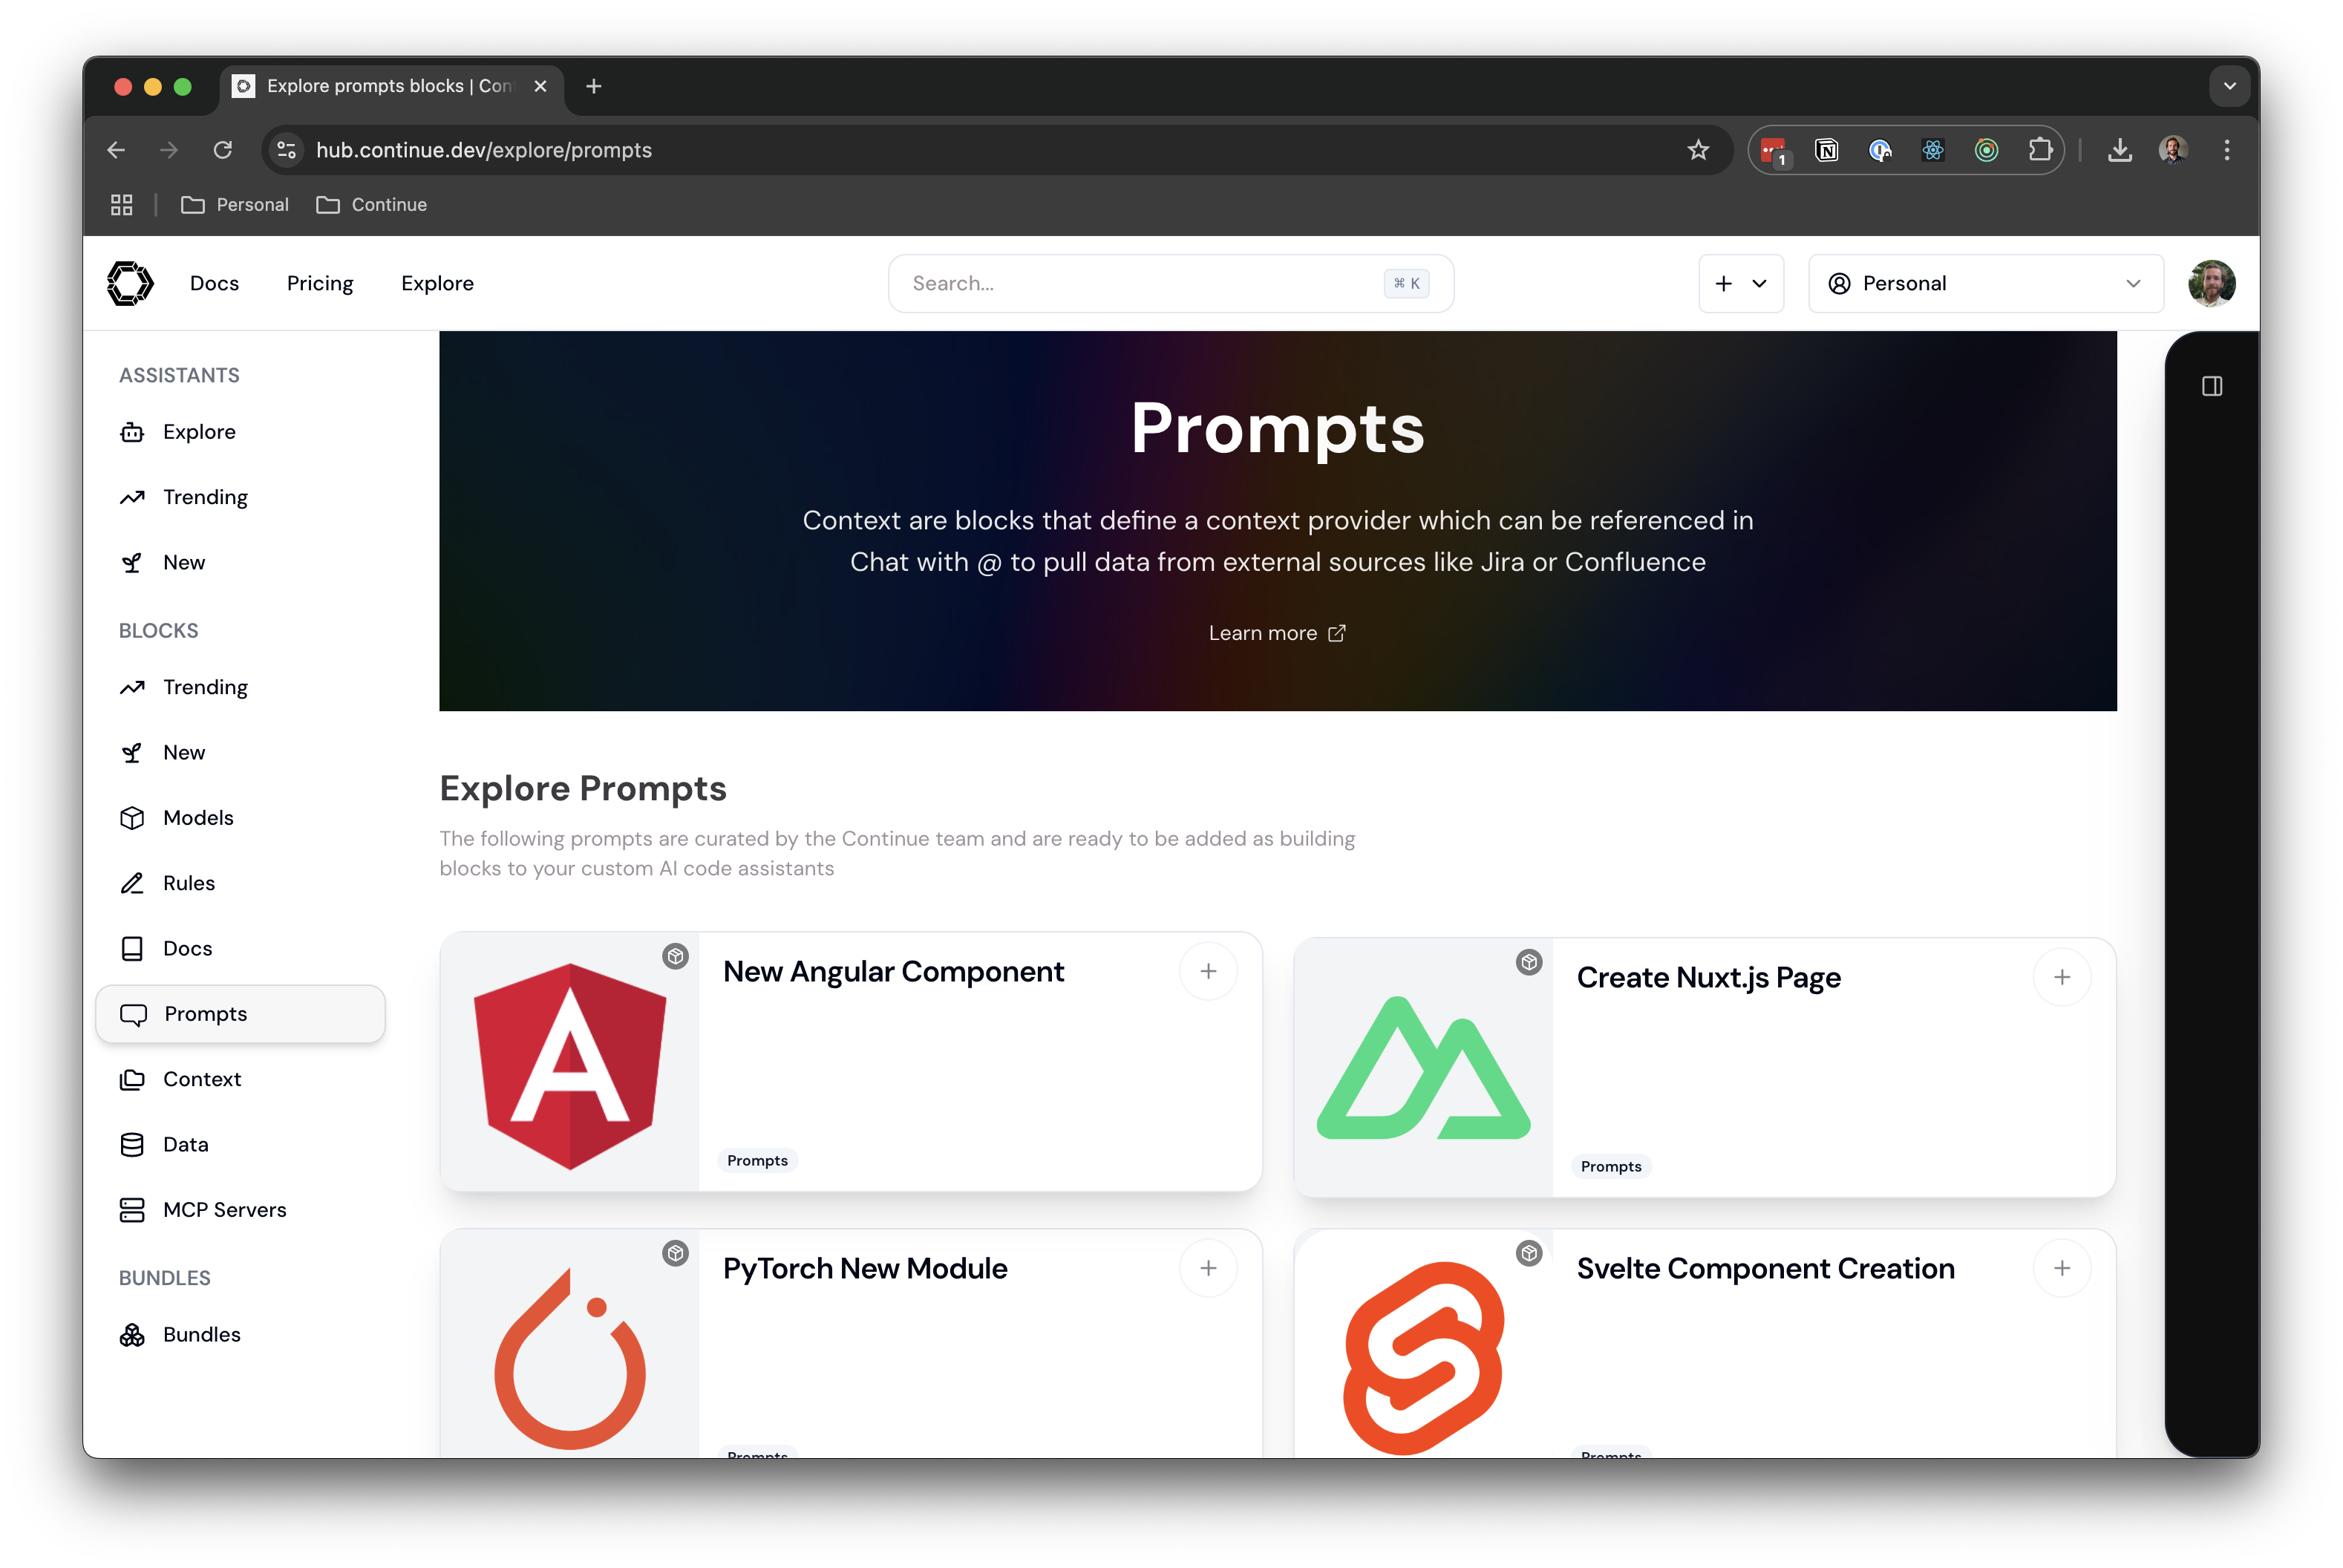 Explore prompts blocks | Con
hub.continue.dev/explore/prompts
1
Personal
Continue
Docs
Pricing
Explore
Search...
⌘ K
Personal
ASSISTANTS
Explore
Trending
New
BLOCKS
Trending
New
Models
Rules
Docs
Prompts
Context
Data
MCP Servers
BUNDLES
Bundles
Prompts
Context are blocks that define a context provider which can be referenced in
Chat with @ to pull data from external sources like Jira or Confluence
Learn more
Explore Prompts
The following prompts are curated by the Continue team and are ready to be added as building
blocks to your custom AI code assistants
New Angular Component
Prompts
Create Nuxt.js Page
Prompts
PyTorch New Module
Prompts
Svelte Component Creation
Prompts